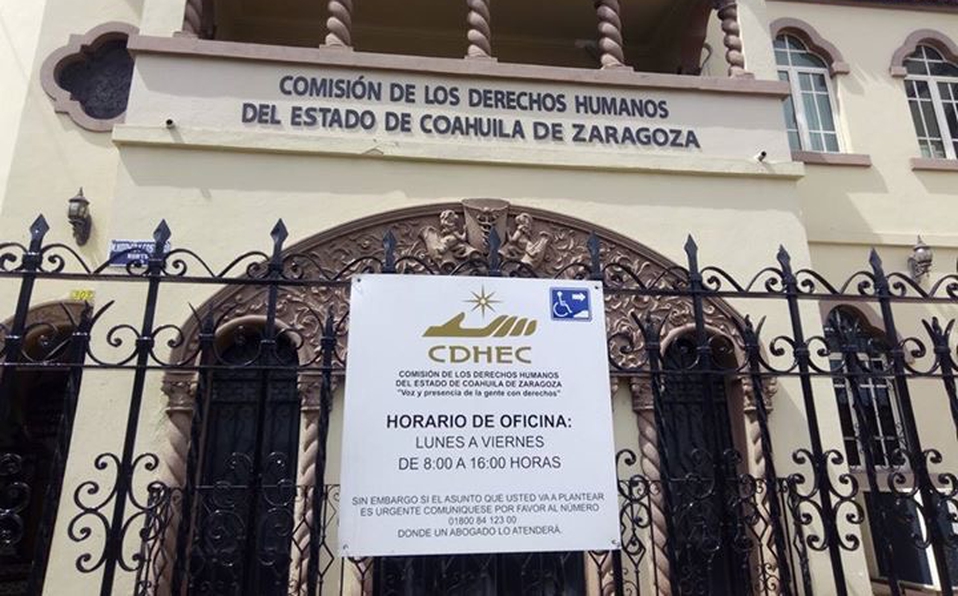 COMISIÓN DE LOS DERECHOS HUMANOS
DEL ESTADO DE COAHUILA DE ZARAGOZA
CDHEC
COMISIÓN DE LOS DERECHOS HUMANOS
DEL ESTADO DE COAHUILA DE ZARAGOZA
"Voz y presencia de la gente con derechos"
HORARIO DE OFICINA:
LUNES A VIERNES
DE 8:00 A 16:00 HORAS
SIN EMBARGO SI EL ASUNTO QUE USTED VA A PLANTEAR
ES URGENTE COMUNIQUESE POR FAVOR AL NÚMERO
01800 84 123 00
DONDE UN ABOGADO LO ATENDERÁ.